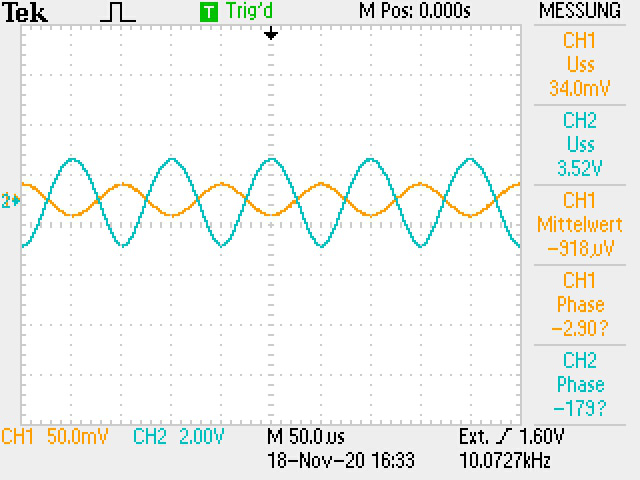 Tek T Trig'd M Pos: 0.000s MESSUNG
CH1
Uss
34.0mV
CH2
Uss
3.52V
CH1
Mittelwert
-918µV
CH1
Phase
-2.90?
CH2
Phase
-179?
2
CH1 50.0mV CH2 2.00V M 50.0µs Ext. 1.60V
18-Nov-20 16:33 10.0727kHz